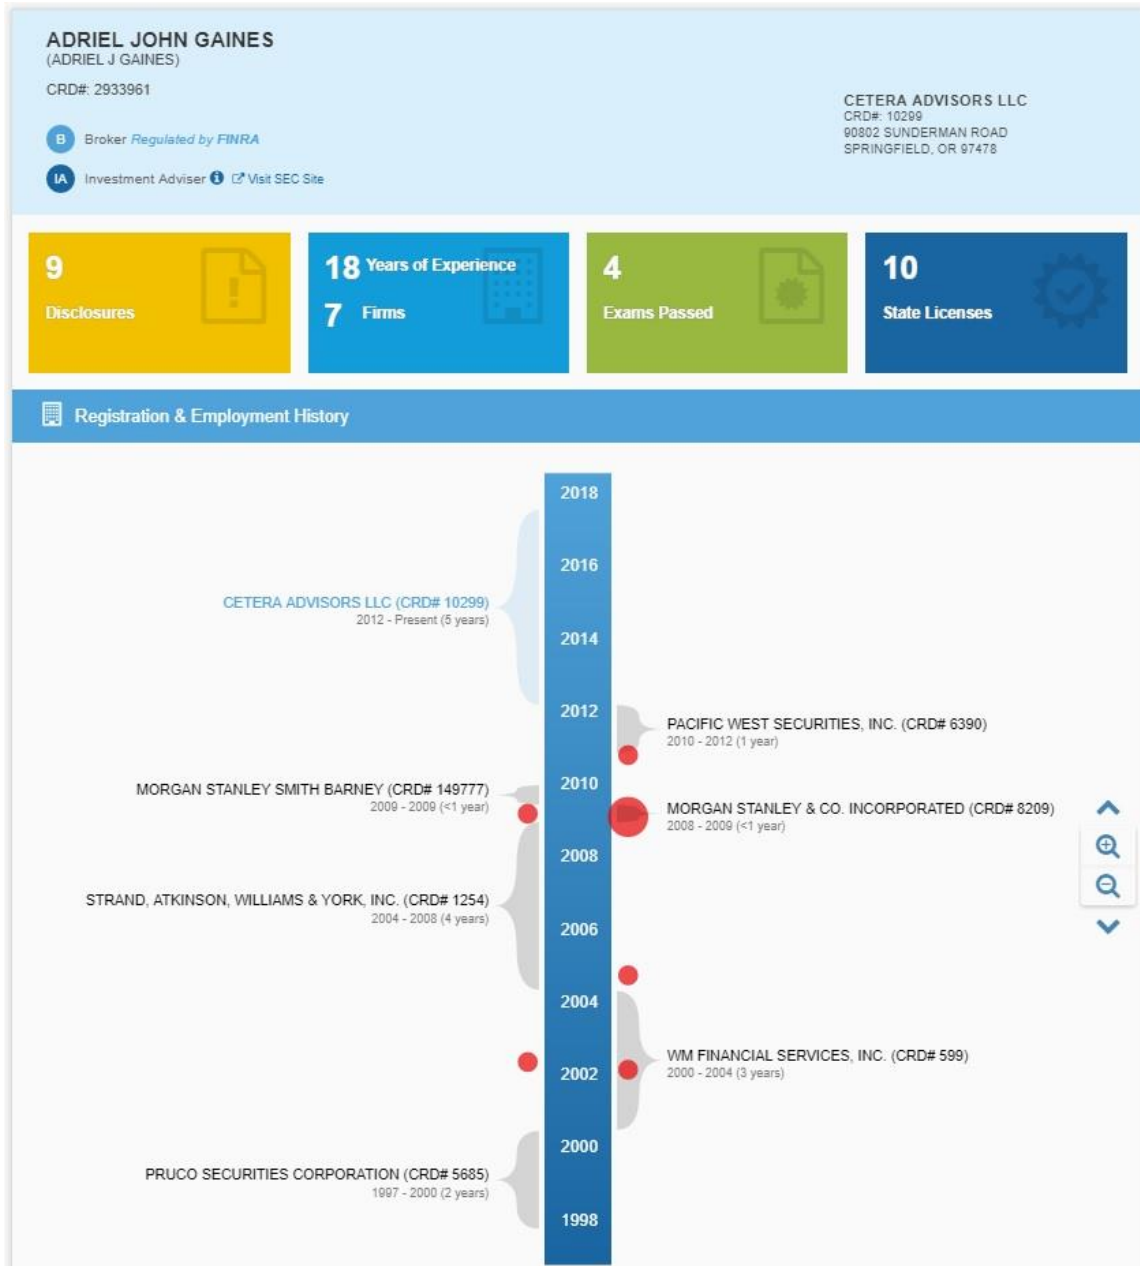 ADRIEL JOHN GAINES
(ADRIEL J GAINES)
CRD#: 2933961
B Broker Regulated by FINRA
IA Investment Adviser Visit SEC Site
CETERA ADVISORS LLC
CRD#: 10299
90802 SUNDERMAN ROAD
SPRINGFIELD, OR 97478
9
Disclosures
18 Years of Experience
7 Firms
4
Exams Passed
10
State Licenses
Registration & Employment History
2018
2016
CETERA ADVISORS LLC (CRD# 10299)
2012 - Present (5 years)
2014
2012
PACIFIC WEST SECURITIES, INC. (CRD# 6390)
2010 - 2012 (1 year)
2010
MORGAN STANLEY SMITH BARNEY (CRD# 149777)
2009 - 2009 (<1 year)
MORGAN STANLEY & CO. INCORPORATED (CRD# 8209)
2008 - 2009 (<1 year)
2008
STRAND, ATKINSON, WILLIAMS & YORK, INC. (CRD# 1254)
2004 - 2008 (4 years)
2006
2004
WM FINANCIAL SERVICES, INC. (CRD# 599)
2000 - 2004 (3 years)
2002
2000
PRUCO SECURITIES CORPORATION (CRD# 5685)
1997 - 2000 (2 years)
1998